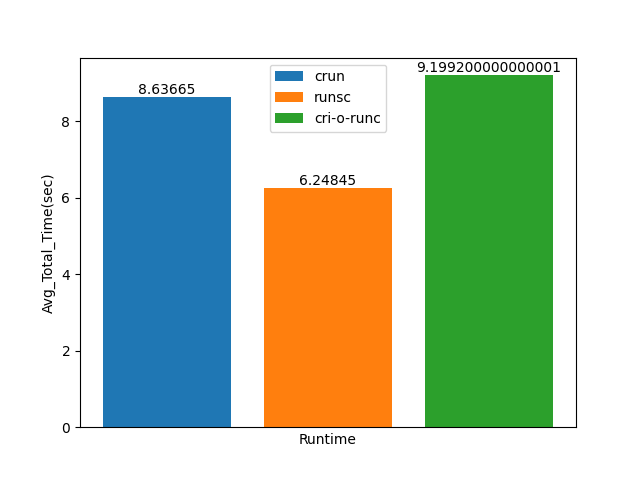 9.199200000000001
8.63665
6.24845
crun
runsc
cri-o-runc
Avg_Total_Time(sec)
8
6
4
2
0
Runtime